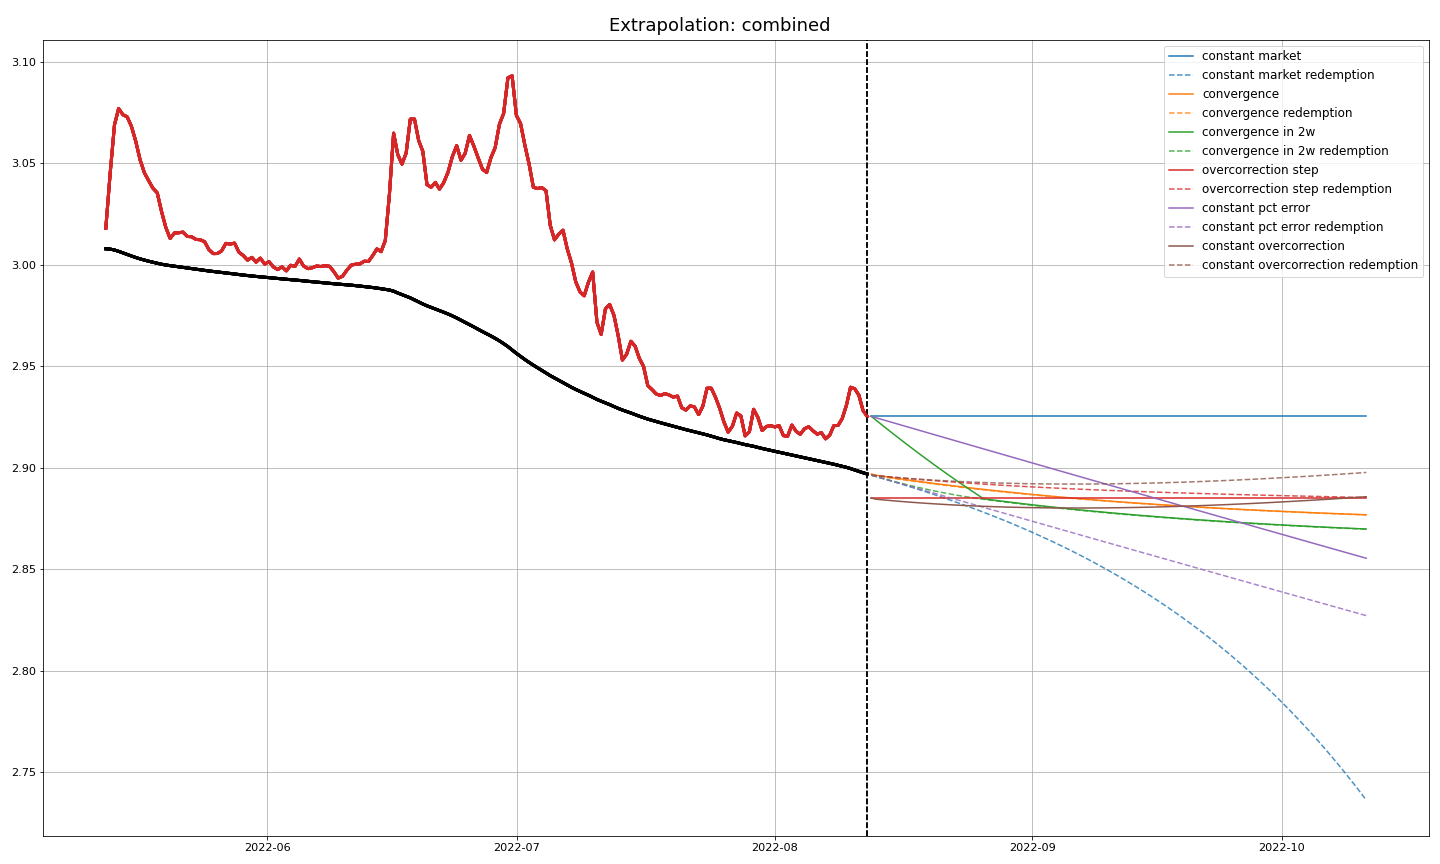 Extrapolation: combined
constant market
constant market redemption
convergence
convergence redemption
convergence in 2w
convergence in 2w redemption
overcorrection step
overcorrection step redemption
constant pct error
constant pct error redemption
constant overcorrection
constant overcorrection redemption
3.10
3.05
3.00
2.95
2.90
2.85
2.80
2.75
2022-06
2022-07
2022-08
2022-09
2022-10